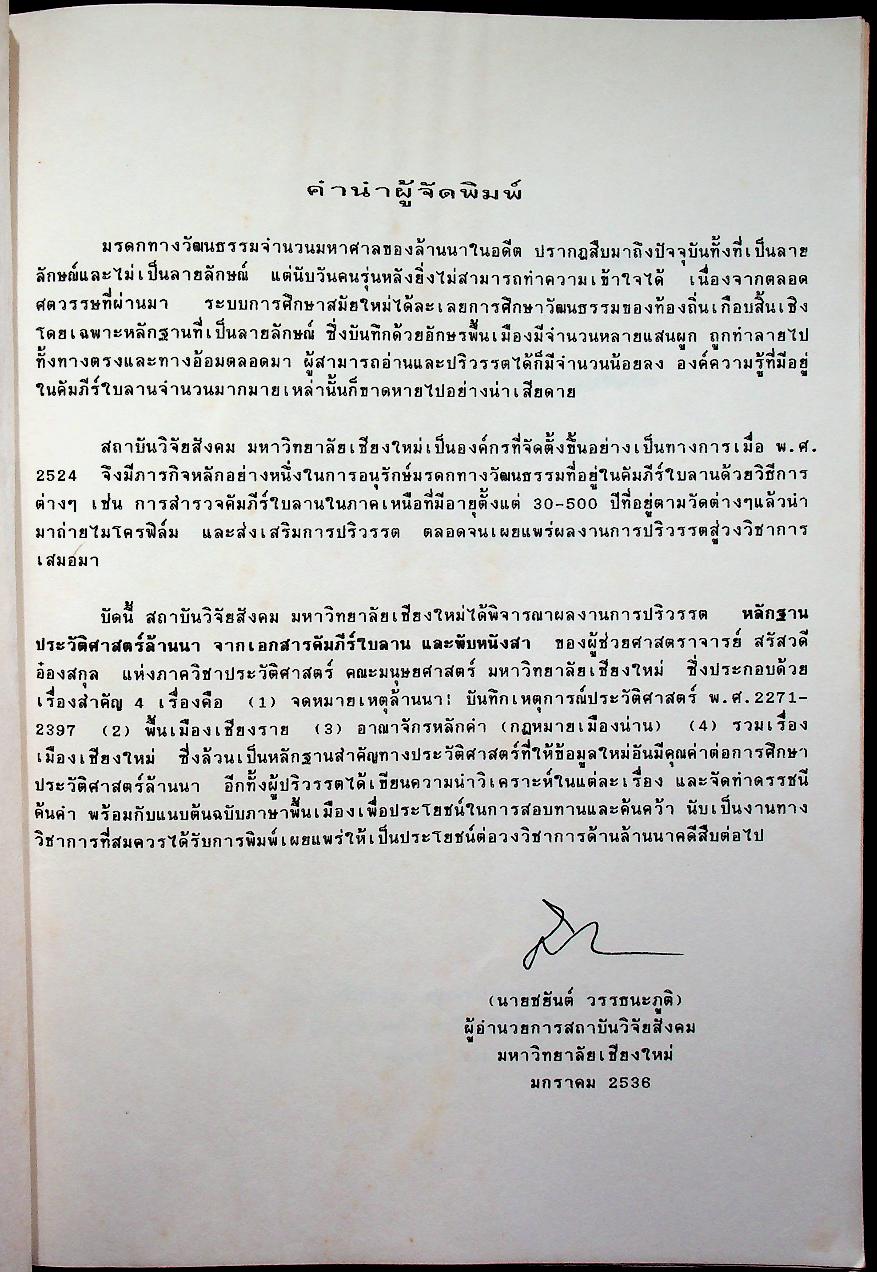 คำนำผู้จัดพิมพ์
มรดกทางวัฒนธรรมจำนวนมหาศาลของล้านนาในอดีต ปรากฏสืบมาถึงปัจจุบันทั้งที่เป็นลาย
ลักษณ์และไม่เป็นลายลักษณ์ แต่นับวันคนรุ่นหลังยิ่งไม่สามารถทำความเข้าใจได้ เนื่องจากตลอด
ศตวรรษที่ผ่านมา ระบบการศึกษาสมัยใหม่ได้ละเลยการศึกษาวัฒนธรรมของท้องถิ่นเกือบสิ้นเชิง
โดยเฉพาะหลักฐานที่เป็นลายลักษณ์ ซึ่งบันทึกด้วยอักษรพื้นเมืองมีจำนวนหลายแสนผูก ถูกทำลายไป
ทั้งทางตรงและทางอ้อมตลอดมา ผู้สามารถอ่านและปริวรรตได้ก็มีจำนวนน้อยลง องค์ความรู้ที่มีอยู่
ในคัมภีร์ใบลานจำนวนมากมายเหล่านั้นก็ขาดหายไปอย่างน่าเสียดาย
สถาบันวิจัยสังคม มหาวิทยาลัยเชียงใหม่เป็นองค์กรที่จัดตั้งขึ้นอย่างเป็นทางการเมื่อ พ.ศ.
2524 จึงมีภารกิจหลักอย่างหนึ่งในการอนุรักษ์มรดกทางวัฒนธรรมที่อยู่ในคัมภีร์ใบลานด้วยวิธีการ
ต่างๆ เช่น การสำรวจคัมภีร์ใบลานในภาคเหนือที่มีอายุตั้งแต่ 30-500 ปีที่อยู่ตามวัดต่างๆแล้วนำ
มาถ่ายไมโครฟิล์ม และส่งเสริมการปริวรรต ตลอดจนเผยแพร่ผลงานการปริวรรตสู่วงวิชาการ
เสมอมา
บัดนี้ สถาบันวิจัยสังคม มหาวิทยาลัยเชียงใหม่ได้พิจารณาผลงานการปริวรรต หลักฐาน
ประวัติศาสตร์ล้านนา จากเอกสารคัมภีร์ใบลาน และพับหนังสา ของผู้ช่วยศาสตราจารย์ สรัสวดี
อ๋องสกุล แห่งภาควิชาประวัติศาสตร์ คณะมนุษยศาสตร์ มหาวิทยาลัยเชียงใหม่ ซึ่งประกอบด้วย
เรื่องสำคัญ 4 เรื่องคือ (1) จดหมายเหตุล้านนา: บันทึกเหตุการณ์ประวัติศาสตร์ พ.ศ.2271-
2397 (2) พื้นเมืองเชียงราย (3) อาณาจักรหลักคำ (กฎหมายเมืองน่าน) (4) รวมเรื่อง
เมืองเชียงใหม่ ซึ่งล้วนเป็นหลักฐานสำคัญทางประวัติศาสตร์ที่ให้ข้อมูลใหม่อันมีคุณค่าต่อการศึกษา
ประวัติศาสตร์ล้านนา อีกทั้งผู้ปริวรรตได้เขียนความนำวิเคราะห์ในแต่ละเรื่อง และจัดทำดรรชนี
ค้นคำ พร้อมกับแนบต้นฉบับภาษาพื้นเมืองเพื่อประโยชน์ในการสอบทานและค้นคว้า นับเป็นงานทาง
วิชาการที่สมควรได้รับการพิมพ์เผยแพร่ให้เป็นประโยชน์ต่อวงวิชาการด้านล้านนาคดีสืบต่อไป
(นายชยันต์ วรรธนะภูติ)
ผู้อำนวยการสถาบันวิจัยสังคม
มหาวิทยาลัยเชียงใหม่
มกราคม 2536